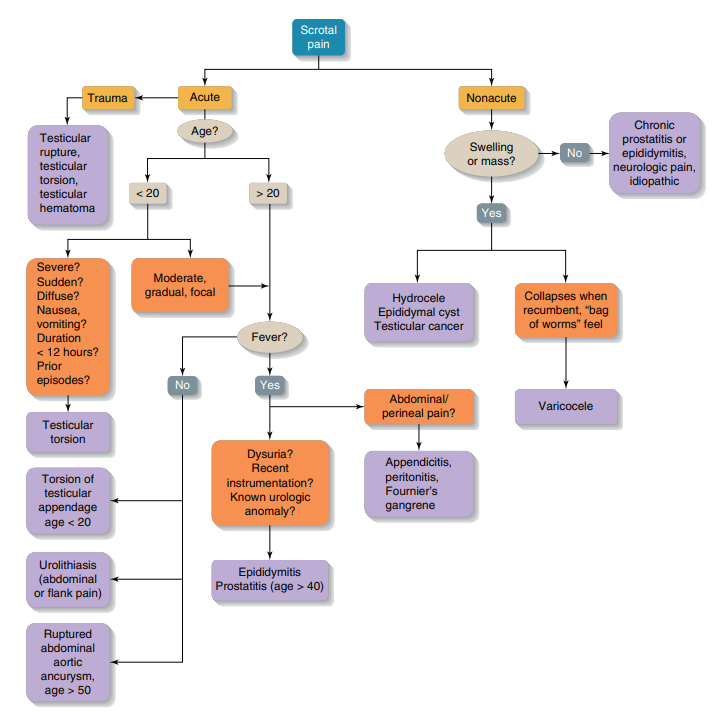 Scrotal
pain
Trauma
Acute
Nonacute
Age?
Testicular
rupture,
testicular
torsion,
testicular
hematoma
Swelling
or mass?
No
Chronic
prostatitis or
epididymitis,
neurologic pain,
idiopathic
< 20
> 20
Yes
Severe?
Sudden?
Diffuse?
Nausea,
vomiting?
Duration
< 12 hours?
Prior
episodes?
Moderate,
gradual, focal
Hydrocele
Epididymal cyst
Testicular cancer
Collapses when
recumbent, “bag
of worms” feel
Fever?
No
Yes
Abdominal/
perineal pain?
Varicocele
Testicular
torsion
Dysuria?
Recent
instrumentation?
Known urologic
anomaly?
Appendicitis,
peritonitis,
Fournier's
gangrene
Torsion of
testicular
appendage
age < 20
Urolithiasis
(abdominal
or flank pain)
Epididymitis
Prostatitis (age > 40)
Ruptured
abdominal
aortic
ancurysm,
age > 50